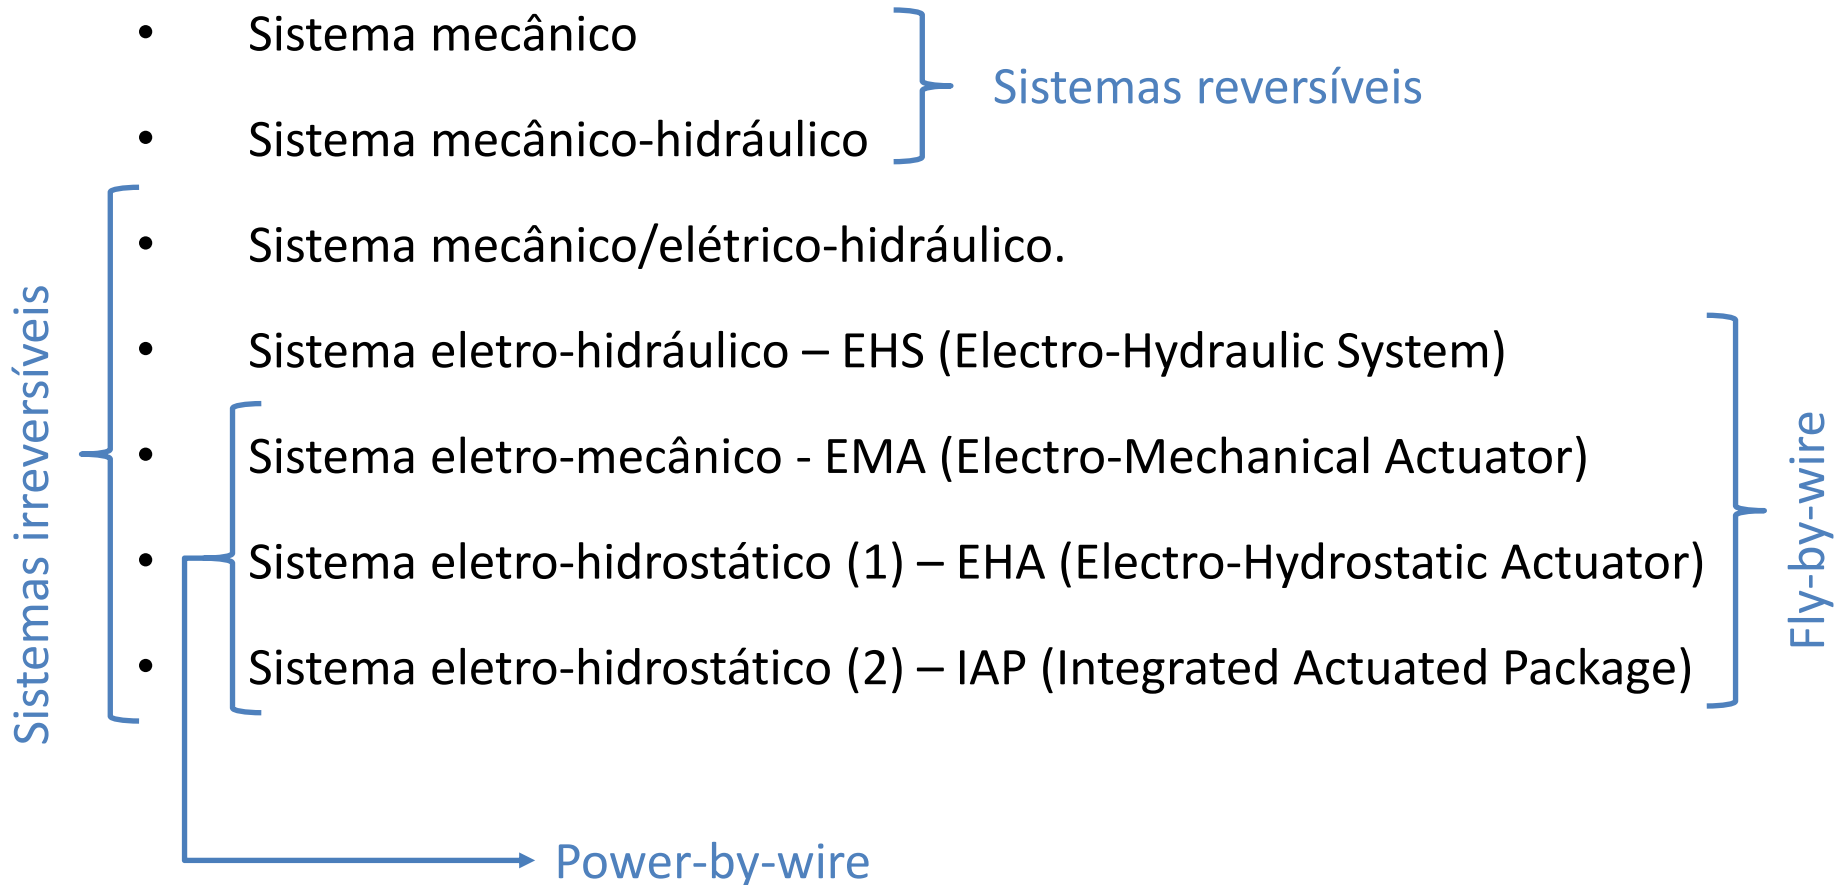 • Sistema mecânico
Sistemas reversíveis
• Sistema mecânico-hidráulico
• Sistema mecânico/elétrico-hidráulico.
• Sistema eletro-hidráulico – EHS (Electro-Hydraulic System)
• Sistema eletro-mecânico - EMA (Electro-Mechanical Actuator)
• Sistema eletro-hidrostático (1) – EHA (Electro-Hydrostatic Actuator)
• Sistema eletro-hidrostático (2) – IAP (Integrated Actuated Package)
Sistemas irreversíveis
Fly-by-wire
Power-by-wire